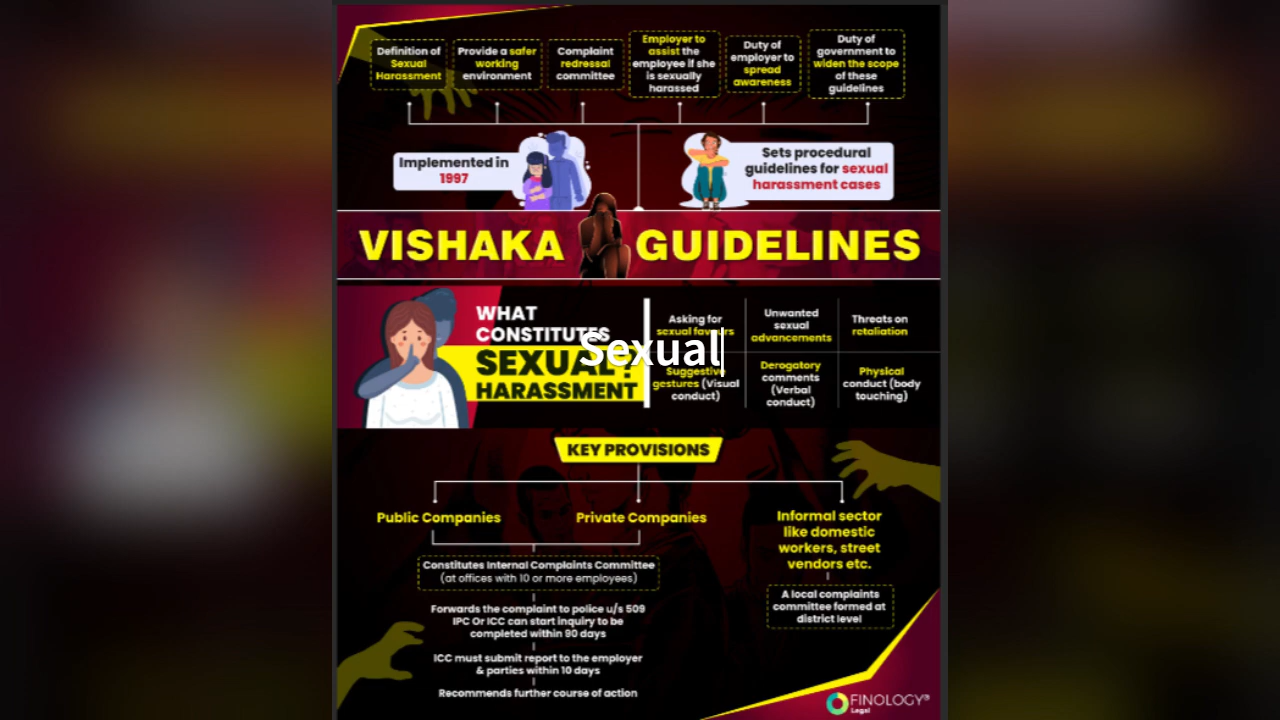 Definition of
Sexual
Harassment
Provide a safer
working
environment
Complaint
redressal
committee
Employer to
assist the
employee if she
is sexually
harassed
Duty of
employer to
spread
awareness
Duty of
government to
widen the scope
of these
guidelines
Implemented in
1997
Sets procedural
guidelines for sexual
harassment cases
VISHAKA GUIDELINES
WHAT
CONSTITUTES
SEXUAL?
HARASSMENT
Sexual
Asking for
sexual favours
Unwanted
sexual
advancements
Threats on
retaliation
Suggestive
gestures (Visual
conduct)
Derogatory
comments
(Verbal
conduct)
Physical
conduct (body
touching)
KEY PROVISIONS
Public Companies
Private Companies
Informal sector
like domestic
workers, street
vendors etc.
Constitutes Internal Complaints Committee
(at offices with 10 or more employees)
Forwards the complaint to police u/s 509
IPC Or ICC can start inquiry to be
completed within 90 days
ICC must submit report to the employer
& parties within 10 days
Recommends further course of action
A local complaints
committee formed at
district level
FINOLOGY®
Legal